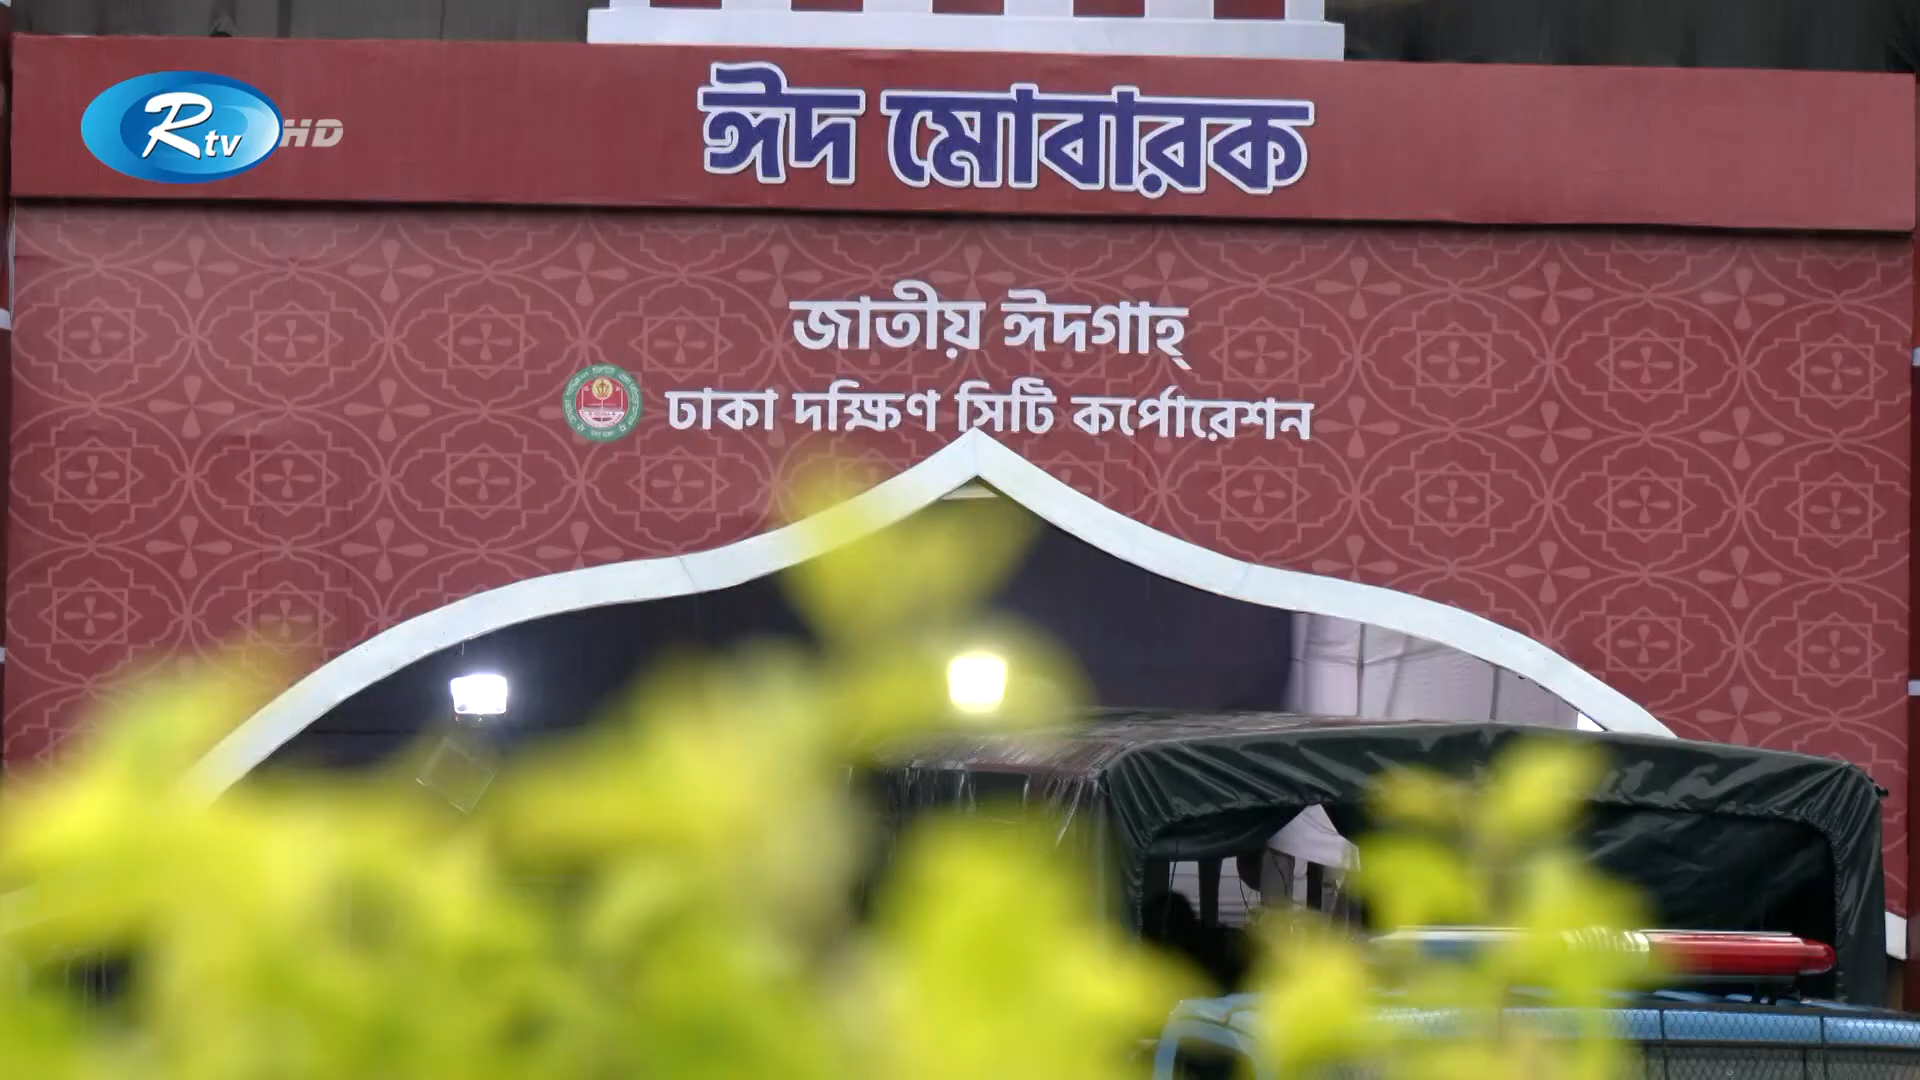 Rtv HD
ঈদ মোবারক
জাতীয় ঈদগাহ্
ঢাকা দক্ষিণ সিটি কর্পোরেশন